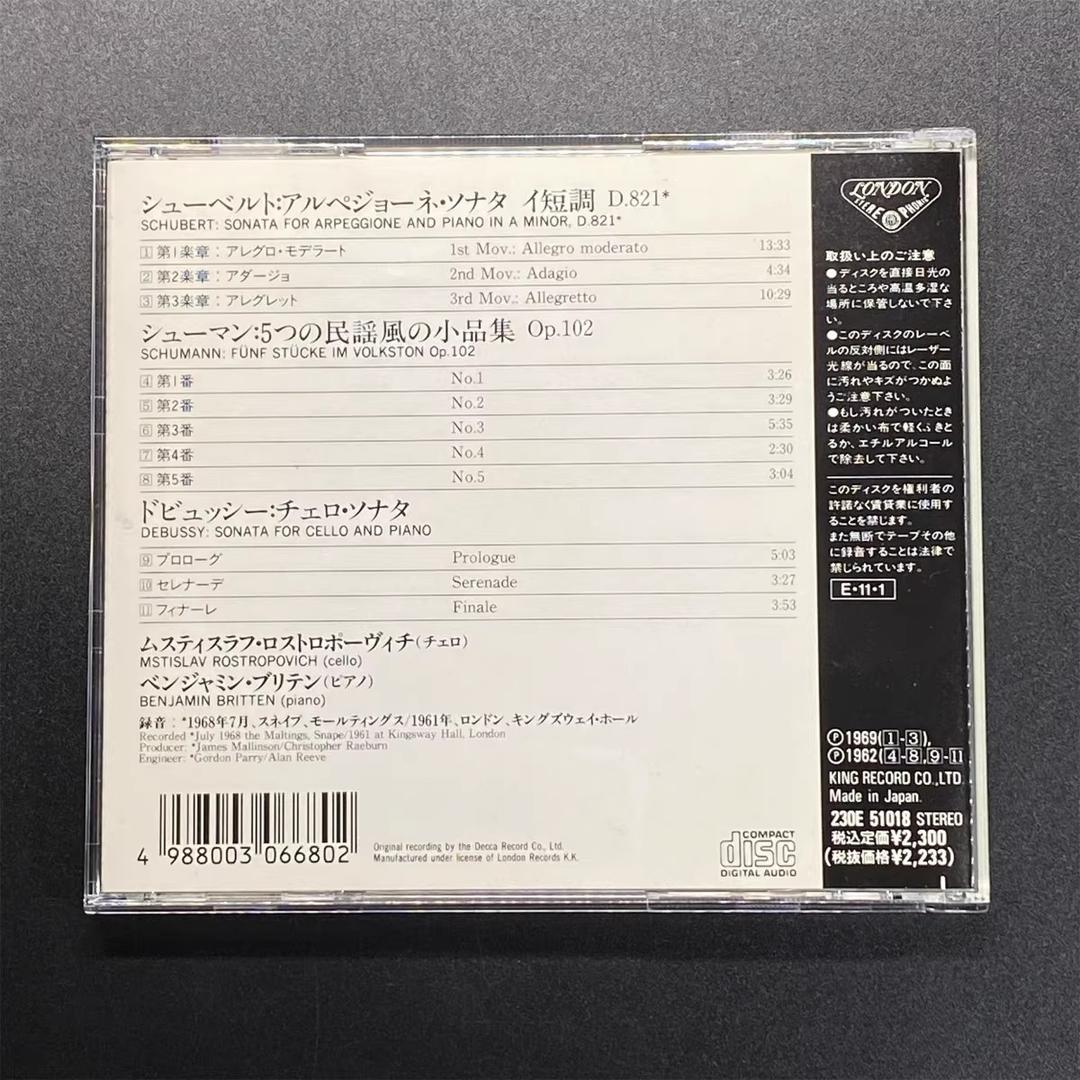 シューベルト:アルペジョーネ・ソナタ イ短調 D.821*
SCHUBERT: SONATA FOR ARPEGGIONE AND PIANO IN A MINOR, D.821*
1 第1楽章:アレグロ・モデラート 1st Mov.: Allegro moderato 13:33
2 第2楽章:アダージョ 2nd Mov.: Adagio 4:34
3 第3楽章:アレグレット 3rd Mov.: Allegretto 10:29
シューマン:5つの民謡風の小品集 Op.102
SCHUMANN: FÜNF STÜCKE IM VOLKSTON Op.102
4 第1番 No.1 3:26
5 第2番 No.2 3:29
6 第3番 No.3 5:35
7 第4番 No.4 2:30
8 第5番 No.5 3:04
ドビュッシー:チェロ・ソナタ
DEBUSSY: SONATA FOR CELLO AND PIANO
9 プロローグ Prologue 5:03
10 セレナーデ Serenade 3:27
11 フィナーレ Finale 3:53
ムスティスラフ・ロストロポーヴィチ(チェロ)
MSTISLAV ROSTROPOVICH (cello)
ベンジャミン・ブリテン(ピアノ)
BENJAMIN BRITTEN (piano)
録音:*1968年7月、スネイプ、モールティングス/1961年、ロンドン、キングズウェイ・ホール
Recorded *July 1968 the Maltings, Snape/1961 at Kingsway Hall, London
Producer: *James Mallinson/Christopher Raeburn
Engineer: *Gordon Parry/Alan Reeve
4 988003 066802
Original recording by the Decca Record Co., Ltd.
Manufactured under license of London Records K.K.
COMPACT
disc
DIGITAL AUDIO
LONDON
STEREO PHONIC
取扱い上のご注意
●ディスクを直接日光の
当るところや高温多湿な
場所に保管しないで下さ
い。
●このディスクのレーベ
ルの反対側にはレーザー
光線が当るので、この面
に汚れやキズがつかぬよ
うご注意下さい。
●もし汚れがついたとき
は柔かい布で軽くふきと
るか、エチルアルコール
で除去して下さい。
このディスクを権利者の
許諾なく賃貸業に使用す
ることを禁じます。
また無断でテープその他
に録音することは法律で
禁じられています。
E・11・1
℗1969(1-3),
℗1962(4-8,9-11
KING RECORD CO.,LTD.
Made in Japan.
230E 51018 STEREO
税込定価¥2,300
(税抜価格¥2,233)